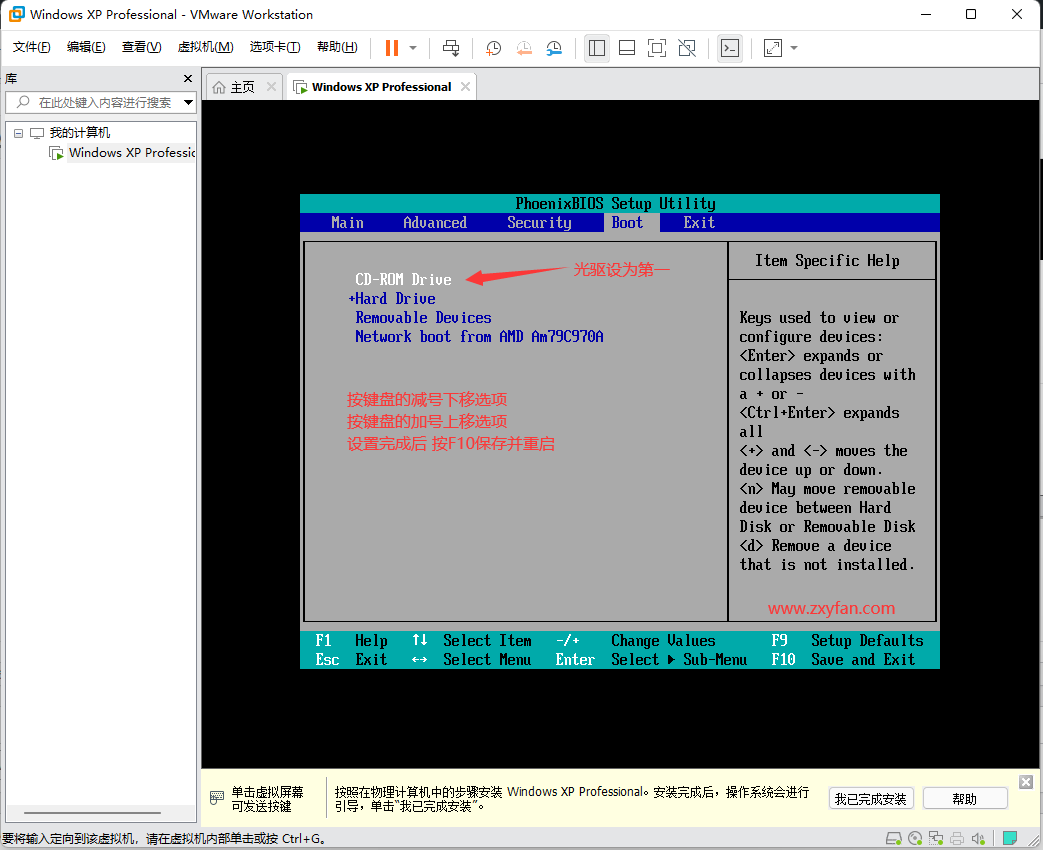 Windows XP Professional - VMware Workstation
文件(F) 编辑(E) 查看(V) 虚拟机(M) 选项卡(T) 帮助(H)
库
在此处键入内容进行搜索
我的计算机
Windows XP Professic
主页
Windows XP Professional
PhoenixBIOS Setup Utility
Main Advanced Security Boot Exit
CD-ROM Drive
光驱设为第一
+Hard Drive
Removable Devices
Network boot from AMD Am79C970A
按键盘的减号下移选项
按键盘的加号上移选项
设置完成后 按F10保存并重启
Item Specific Help
Keys used to view or
configure devices:
<Enter> expands or
collapses devices with
a + or -
<Ctrl+Enter> expands
all
<+> and <-> moves the
device up or down.
<n> May move removable
device between Hard
Disk or Removable Disk
<d> Remove a device
that is not installed.
www.zxyfan.com
F1 Help ↑↓ Select Item -/+ Change Values F9 Setup Defaults
Esc Exit ↔ Select Menu Enter Select ▶ Sub-Menu F10 Save and Exit
单击虚拟屏幕
可发送按键
按照在物理计算机中的步骤安装 Windows XP Professional。安装完成后，操作系统会进行
引导，单击“我已完成安装”。
我已完成安装
帮助
要将输入定向到该虚拟机，请在虚拟机内部单击或按 Ctrl+G。